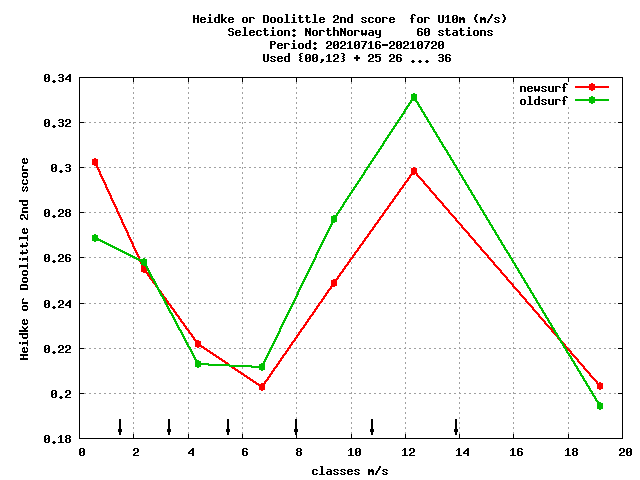 Heidke or Doolittle 2nd score  for U10m (m/s)
Selection: NorthNorway     60 stations
Period: 20210716-20210720
Used {00,12} + 25 26 ... 36
newsurf
oldsurf
0.34
0.32
0.3
0.28
0.26
0.24
0.22
0.2
0.18
Heidke or Doolittle 2nd score
0 2 4 6 8 10 12 14 16 18 20
classes m/s